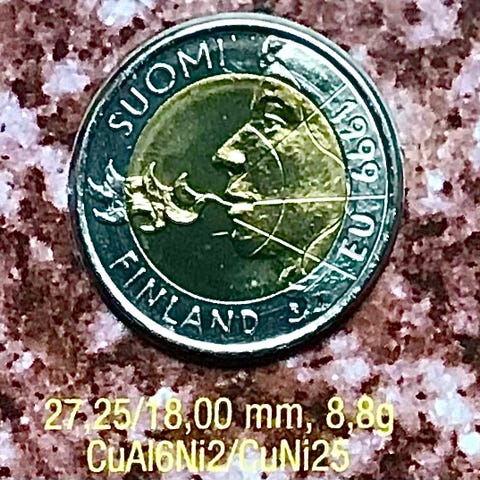 SUOMI
FINLAND
1999
EU
27,25/18,00 mm, 8,8g
CuAl6Ni2/CuNi25